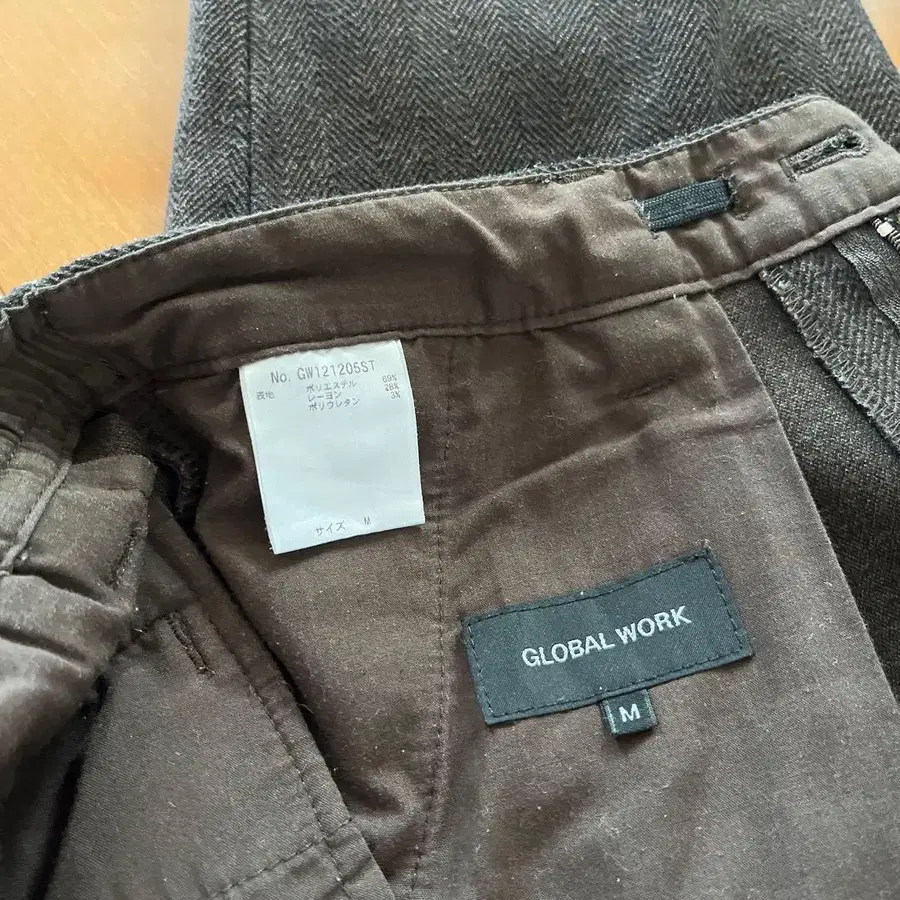 No. GW121205ST
表地 ポリエステル 69%
レーヨン 28%
ポリウレタン 3%
サイズ M
GLOBAL WORK
M